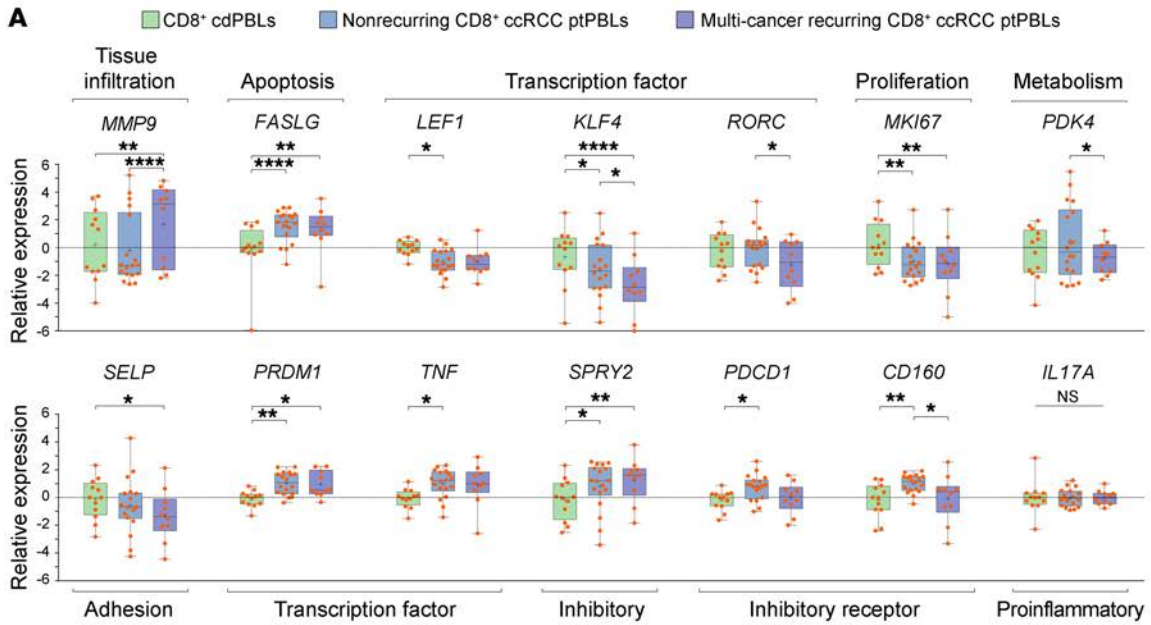 A
CD8⁺ cdPBLs Nonrecurring CD8⁺ ccRCC ptPBLs Multi-cancer recurring CD8⁺ ccRCC ptPBLs
Tissue infiltration Apoptosis Transcription factor Proliferation Metabolism
MMP9 FASLG LEF1 KLF4 RORC MKI67 PDK4
** ** * **** * ** *
**** **** * * **
Relative expression
6
4
2
0
-2
-4
-6
SELP PRDM1 TNF SPRY2 PDCD1 CD160 IL17A
* * * ** * ** NS
** * *
Relative expression
6
4
2
0
-2
-4
-6
Adhesion Transcription factor Inhibitory Inhibitory receptor Proinflammatory